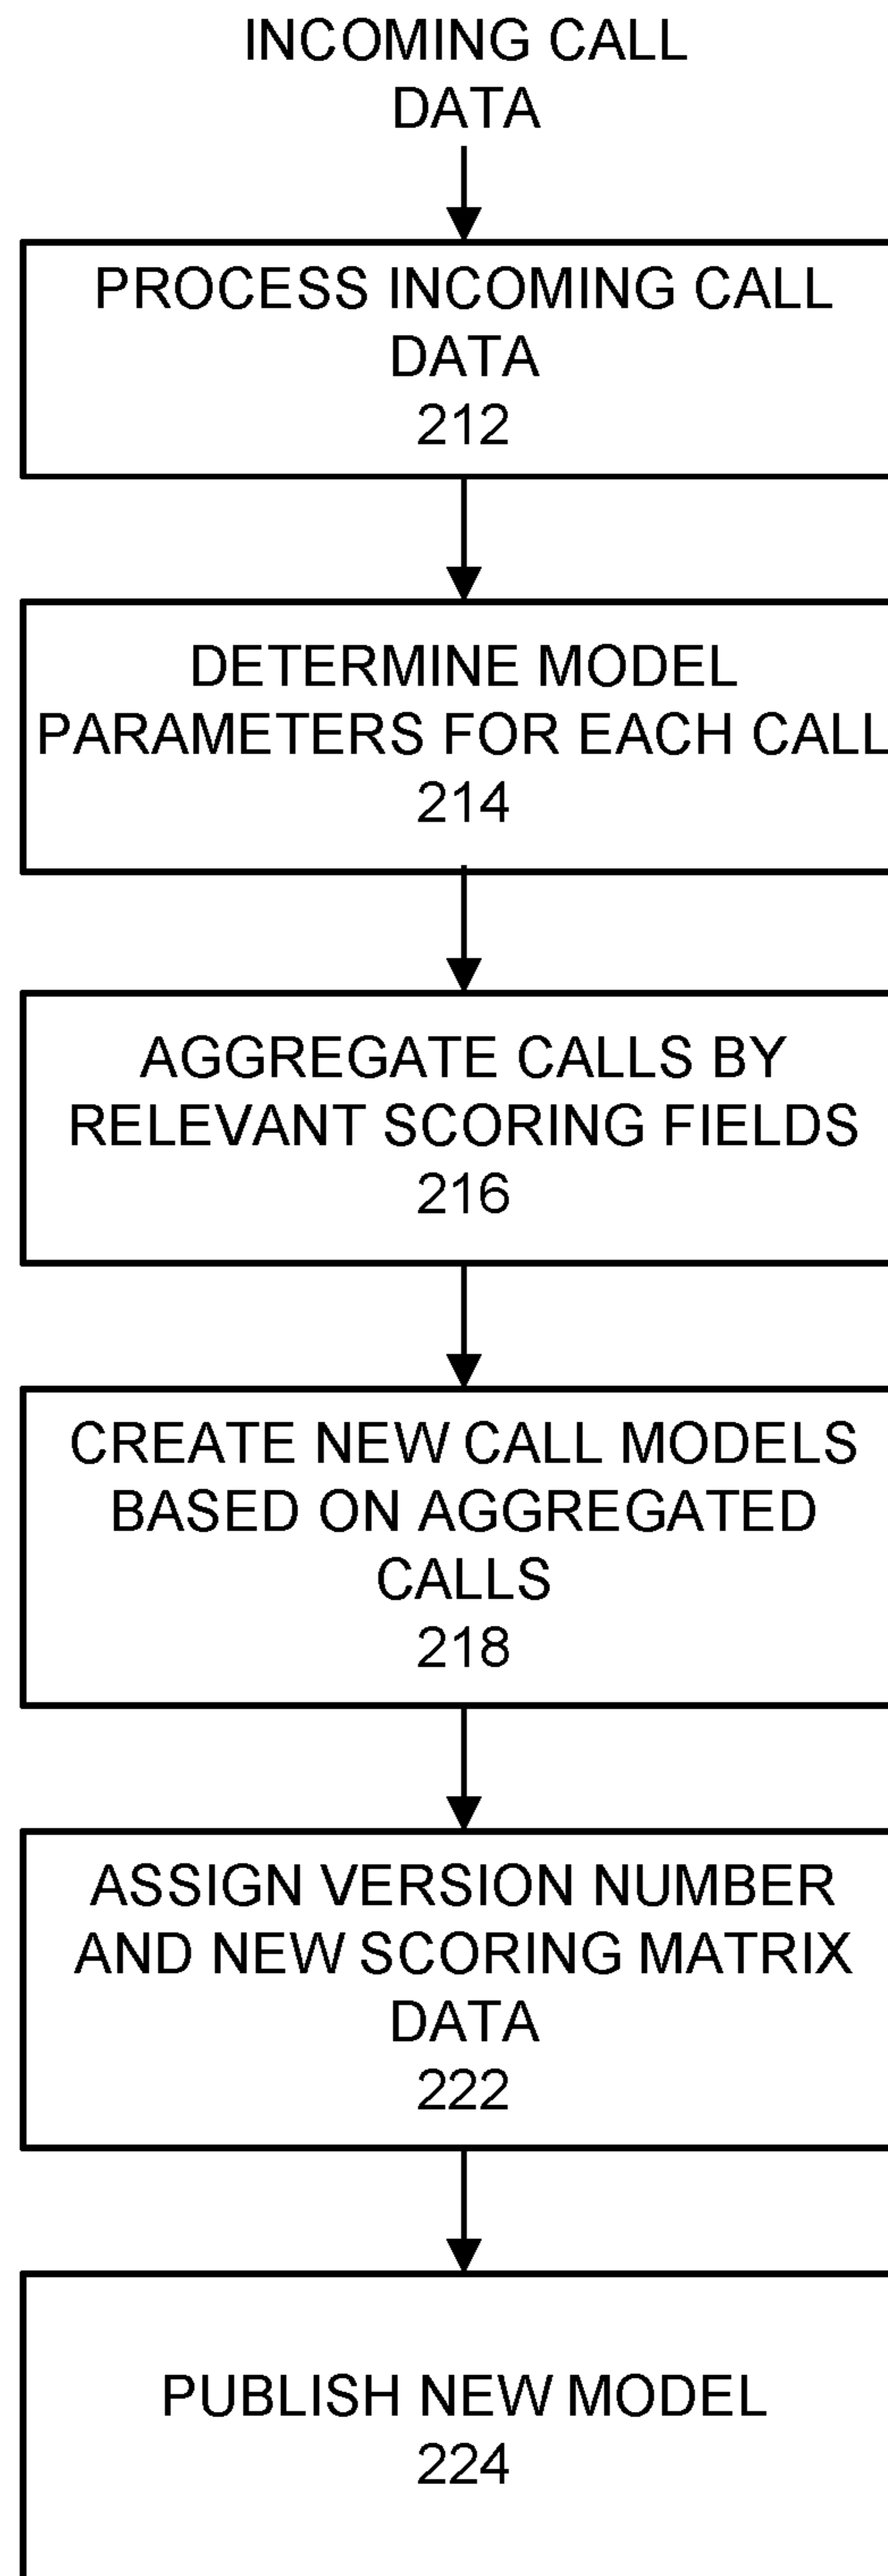 INCOMING CALL
DATA
PROCESS INCOMING CALL
DATA
212
DETERMINE MODEL
PARAMETERS FOR EACH CALL
214
AGGREGATE CALLS BY
RELEVANT SCORING FIELDS
216
CREATE NEW CALL MODELS
BASED ON AGGREGATED
CALLS
218
ASSIGN VERSION NUMBER
AND NEW SCORING MATRIX
DATA
222
PUBLISH NEW MODEL
224